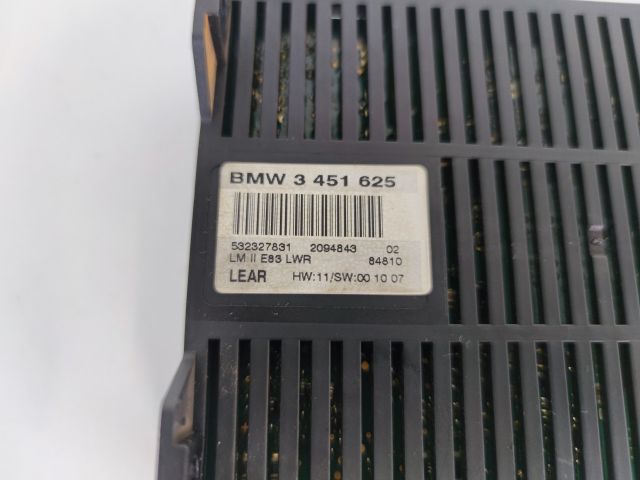 BMW 3 451 625
532327831 2094843 02
LM II E83 LWR 84810
LEAR HW:11/SW:00 10 07